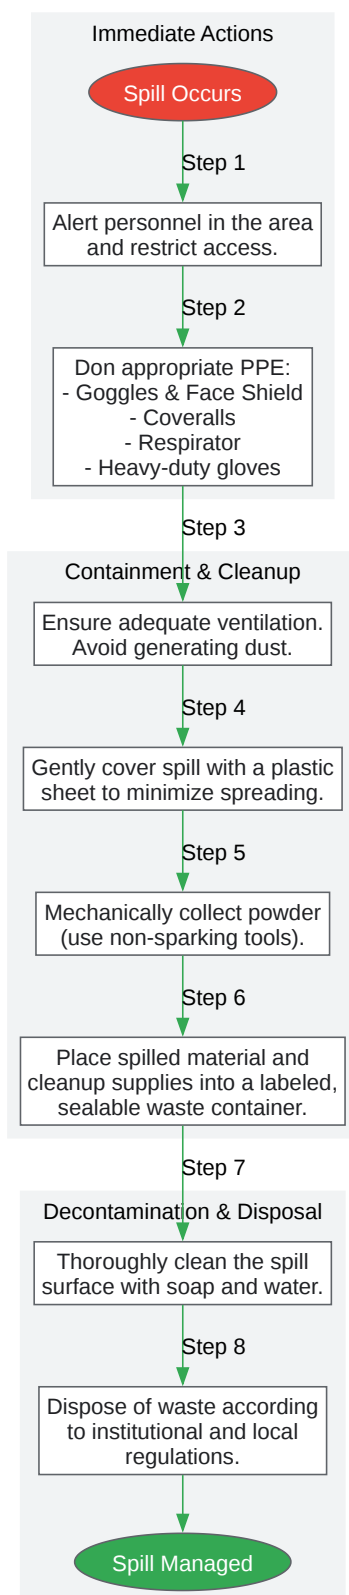 Immediate Actions
Spill Occurs
Step 1
Alert personnel in the area
and restrict access.
Step 2
Don appropriate PPE:
- Goggles & Face Shield
- Coveralls
- Respirator
- Heavy-duty gloves
Step 3
Containment & Cleanup
Ensure adequate ventilation.
Avoid generating dust.
Step 4
Gently cover spill with a plastic
sheet to minimize spreading.
Step 5
Mechanically collect powder
(use non-sparking tools).
Step 6
Place spilled material and
cleanup supplies into a labeled,
sealable waste container.
Step 7
Decontamination & Disposal
Thoroughly clean the spill
surface with soap and water.
Step 8
Dispose of waste according
to institutional and local
regulations.
Spill Managed